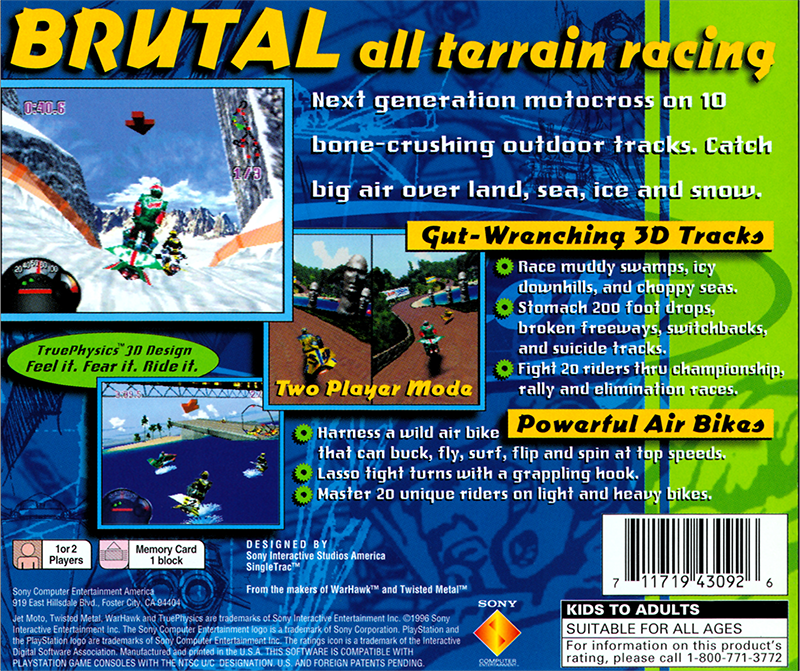 BRUTAL all terrain racing
Next generation motocross on 10
bone-crushing outdoor tracks. Catch
big air over land, sea, ice and snow.
0:40.6
1/3
Gut-Wrenching 3D Tracks
Race muddy swamps, icy
downhills, and choppy seas.
Stomach 200 foot drops,
broken freeways, switchbacks,
and suicide tracks.
Fight 20 riders thru championship,
rally and elimination races.
TruePhysics™ 3D Design
Feel it. Fear it. Ride it.
Two Player Mode
Powerful Air Bikes
Harness a wild air bike
that can buck, fly, surf, flip and spin at top speeds.
Lasso tight turns with a grappling hook.
Master 20 unique riders on light and heavy bikes.
1 or 2
Players
Memory Card
1 block
DESIGNED BY
Sony Interactive Studios America
SingleTrac™
From the makers of WarHawk™ and Twisted Metal™
Sony Computer Entertainment America
919 East Hillsdale Blvd., Foster City, CA 94404
Jet Moto, Twisted Metal, WarHawk and TruePhysics are trademarks of Sony Interactive Entertainment Inc. ©1996 Sony
Interactive Entertainment Inc. The Sony Computer Entertainment logo is a trademark of Sony Corporation. PlayStation and
the PlayStation logo are trademarks of Sony Computer Entertainment Inc. The ratings icon is a trademark of the Interactive
Digital Software Association. Manufactured and printed in the U.S.A. THIS SOFTWARE IS COMPATIBLE WITH
PLAYSTATION GAME CONSOLES WITH THE NTSC U/C DESIGNATION. U.S. AND FOREIGN PATENTS PENDING.
SONY
COMPUTER
ENTERTAINMENT
7 11719 43092 6
KIDS TO ADULTS
SUITABLE FOR ALL AGES
For information on this product's
rating, please call 1-800-771-3772